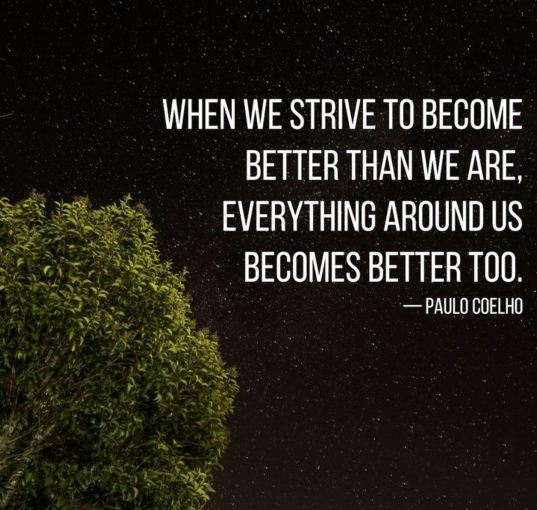 WHEN WE STRIVE TO BECOME
BETTER THAN WE ARE,
EVERYTHING AROUND US
BECOMES BETTER TOO.
— PAULO COELHO